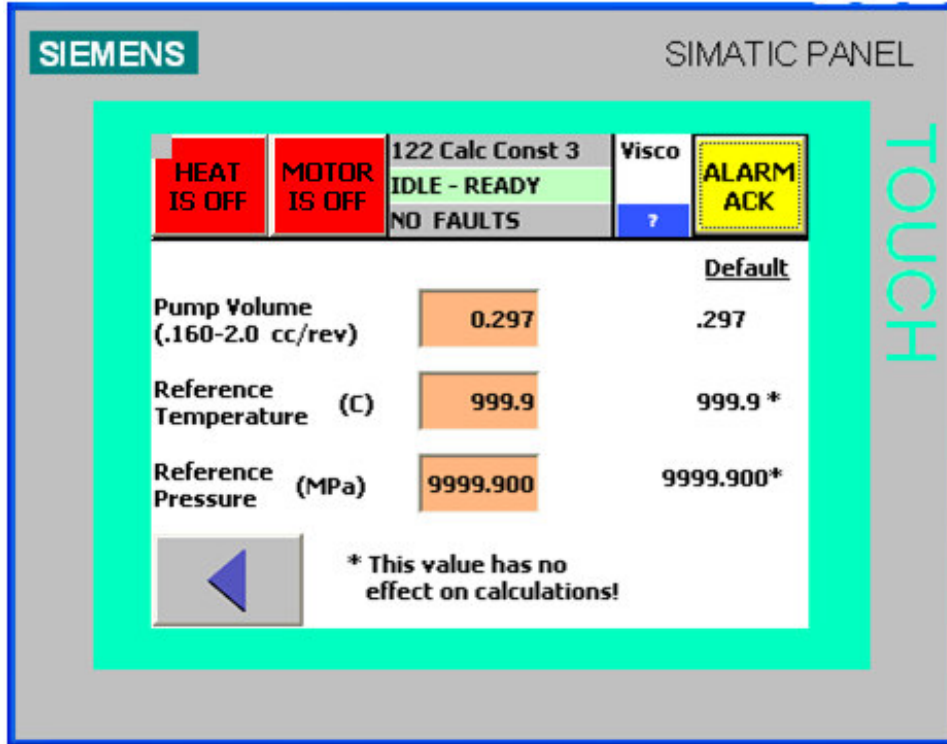 SIEMENS
SIMATIC PANEL
TOUCH
HEAT
IS OFF
MOTOR
IS OFF
122 Calc Const 3
IDLE - READY
NO FAULTS
Visco
?
ALARM
ACK
Default
Pump Volume
(.160-2.0 cc/rev)
0.297
.297
Reference
Temperature (C)
999.9
999.9 *
Reference
Pressure (MPa)
9999.900
9999.900*
* This value has no
effect on calculations!